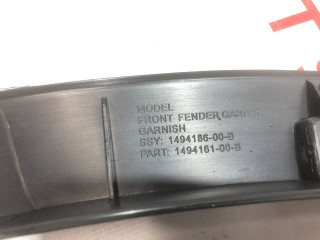 MODEL
FRONT FENDER GARNISH
GARNISH
SSY: 1494186-00-B
PART: 1494161-00-B